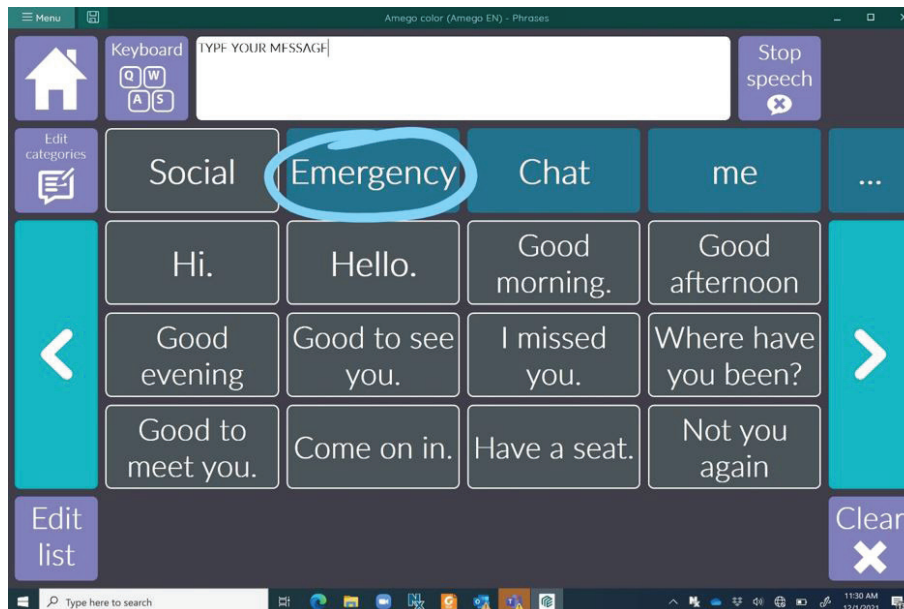 Menu
Amego color (Amego EN) - Phrases
Keyboard
Q W
A S
TYPE YOUR MESSAGE
Stop
speech
Edit
categories
Social
Emergency
Chat
me
...
Hi.
Hello.
Good
morning.
Good
afternoon
Good
evening
Good to see
you.
I missed
you.
Where have
you been?
Good to
meet you.
Come on in.
Have a seat.
Not you
again
Edit
list
Clear
Type here to search
11:30 AM
12/1/2021